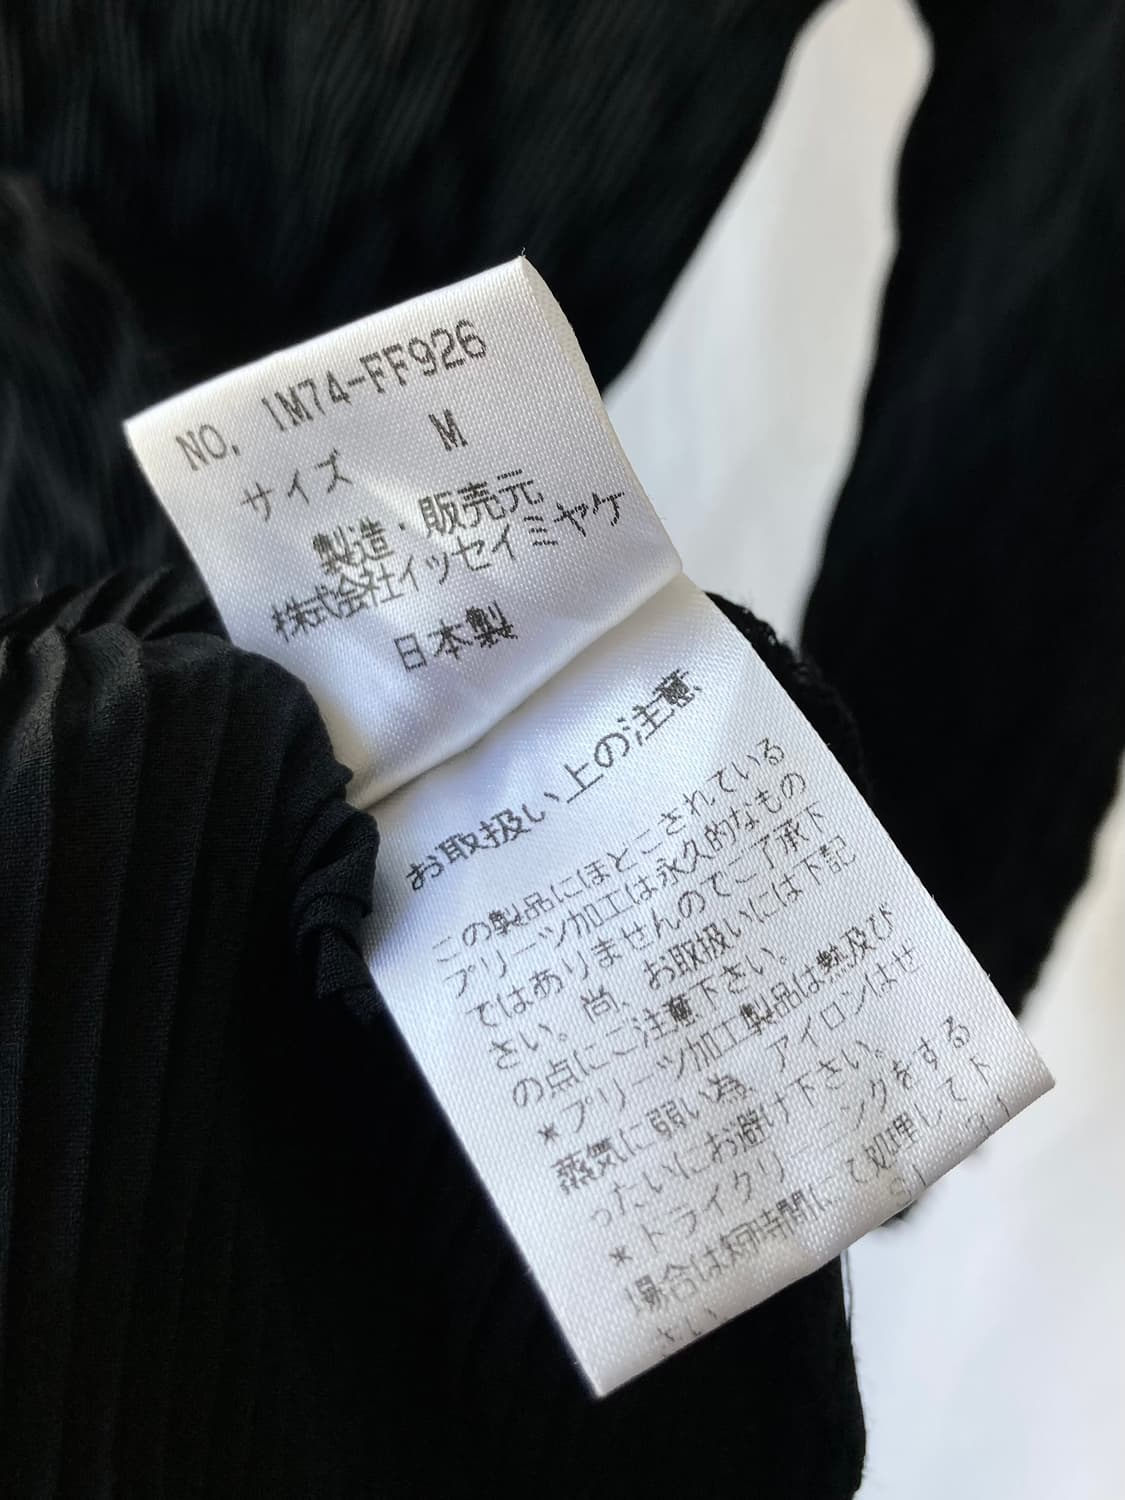 NO. IM74-FF926
サイズ M
製造・販売元
株式会社イッセイミヤケ
日本製
お取扱い上の注意
この製品にほどこされている
プリーツ加工は永久的なもの
ではありませんのでご了承下
さい。尚、お取扱いには下記
の点にご注意下さい。
*プリーツ加工製品は熱及び
蒸気に弱い為、アイロンはぜ
ったいにお避け下さい。
*ドライクリーニングをする
場合は短時間にて処理して下
さい